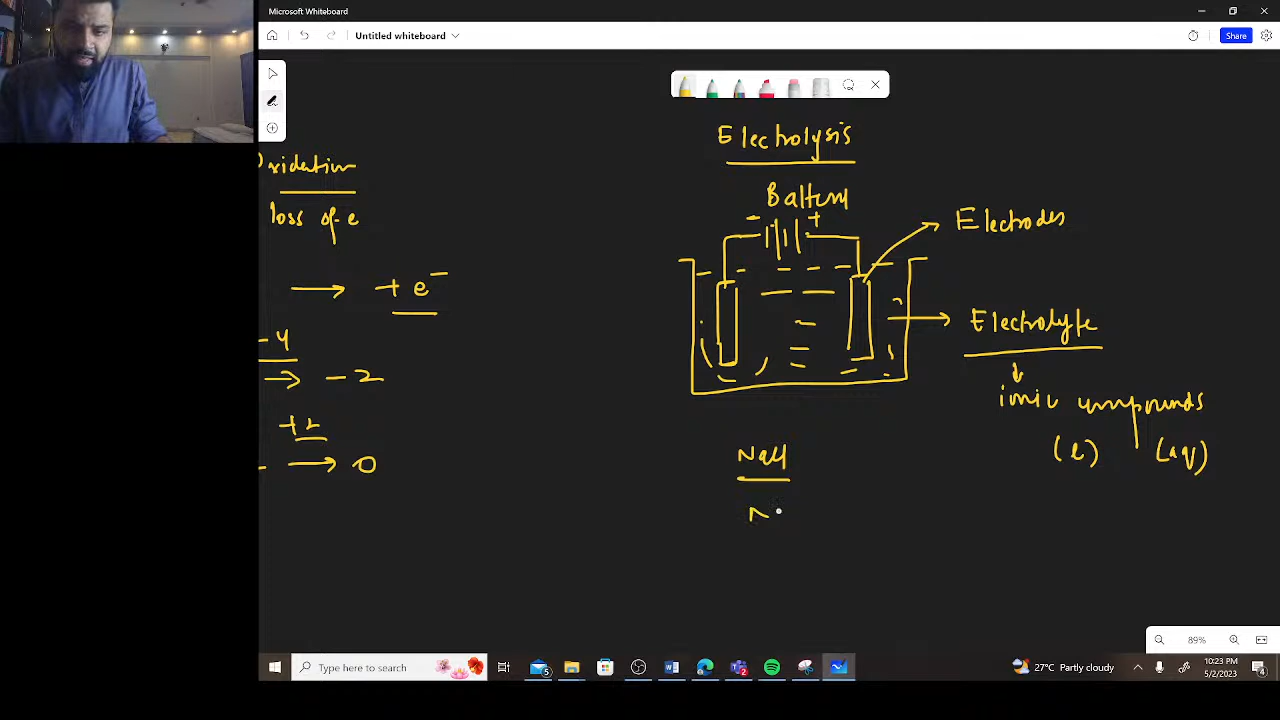 Microsoft Whiteboard
Untitled whiteboard
Share
Electrolysis
Battery
- +
Electrodes
Electrolyte
ionic compounds
(l) (aq)
NaCl
N
Oxidation
loss of e
→ + e⁻
-4
→ -2
+2
→ 0
89%
Type here to search
27°C Partly cloudy
10:23 PM
5/2/2023